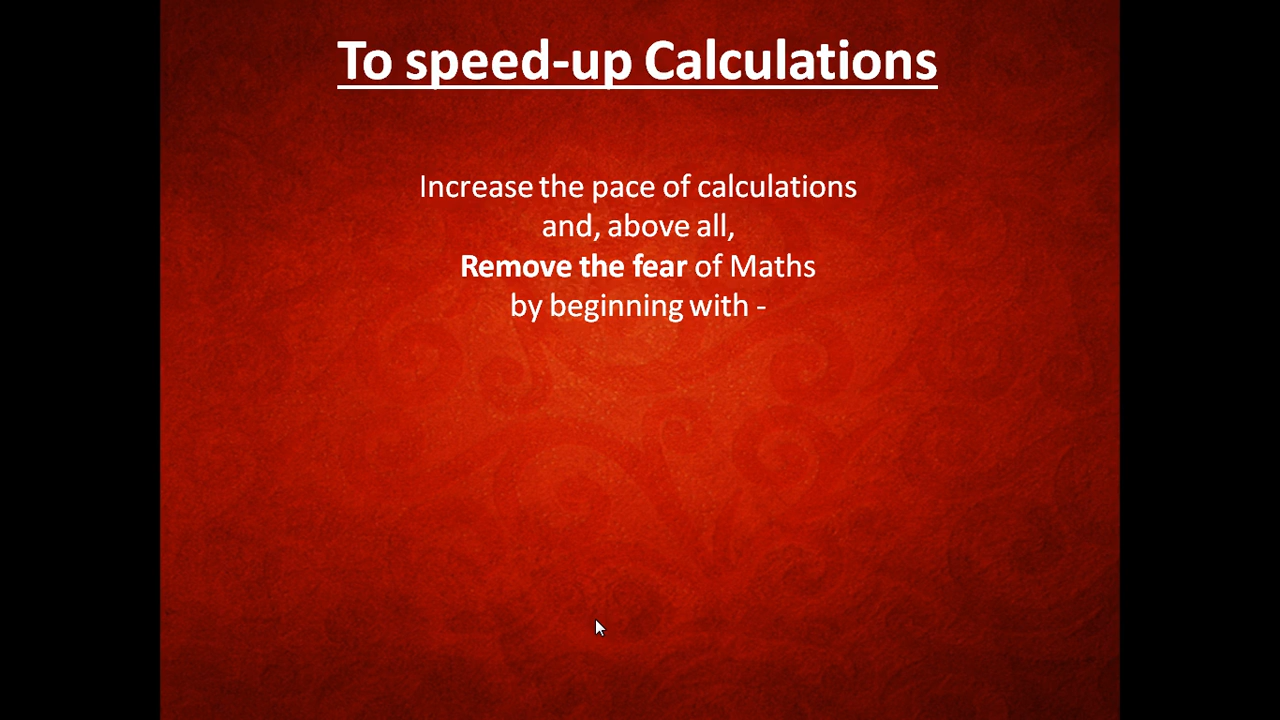 To speed-up Calculations
Increase the pace of calculations
and, above all,
Remove the fear of Maths
by beginning with -